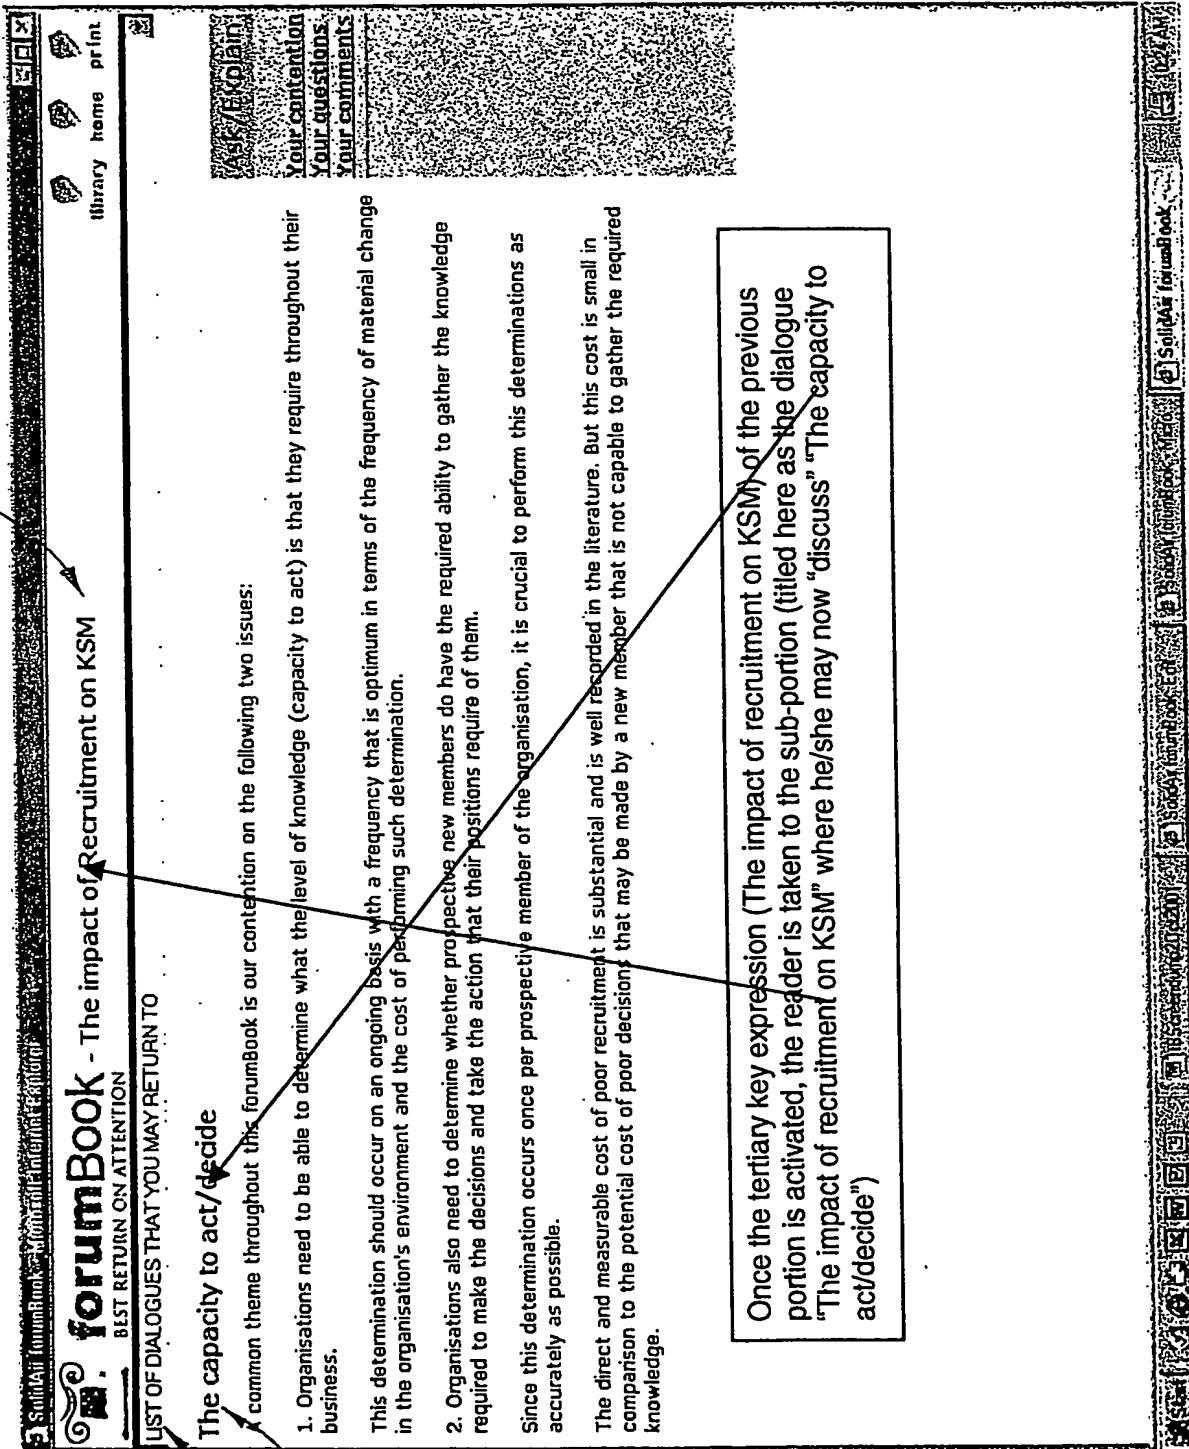 forumBOOK - The impact of Recruitment on KSM
BEST RETURN ON ATTENTION
library home print
LIST OF DIALOGUES THAT YOU MAY RETURN TO
The capacity to act/decide
A common theme throughout this forumBook is our contention on the following two issues:
1. Organisations need to be able to determine what the level of knowledge (capacity to act) is that they require throughout their
business.
This determination should occur on an ongoing basis with a frequency that is optimum in terms of the frequency of material change
in the organisation's environment and the cost of performing such determination.
2. Organisations also need to determine whether prospective new members do have the required ability to gather the knowledge
required to make the decisions and take the action that their positions require of them.
Since this determination occurs once per prospective member of the organisation, it is crucial to perform this determinations as
accurately as possible.
The direct and measurable cost of poor recruitment is substantial and is well recorded in the literature. But this cost is small in
comparison to the potential cost of poor decisions that may be made by a new member that is not capable to gather the required
knowledge.
Ask/Explain
Your contention
Your questions
Your comments
Once the tertiary key expression (The impact of recruitment on KSM) of the previous
portion is activated, the reader is taken to the sub-portion (titled here as the dialogue
"The impact of recruitment on KSM" where he/she may now "discuss" "The capacity to
act/decide")
SolidAir forumBook
10:24 AM